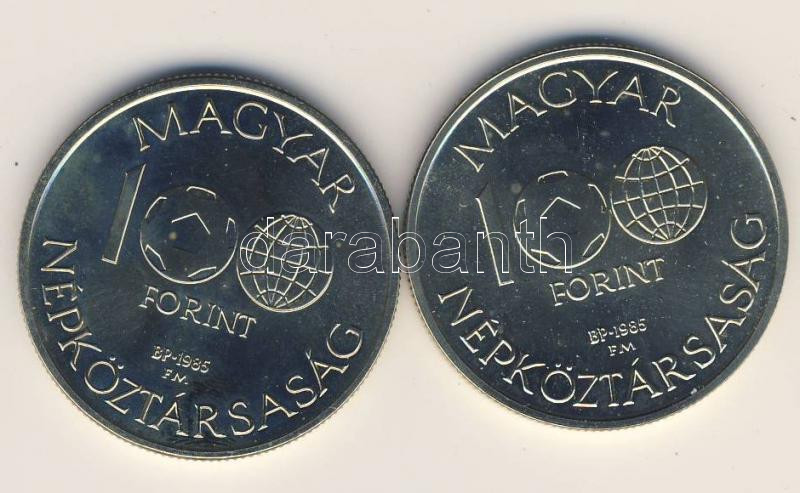 MAGYAR
100
FORINT
BP-1985
F.M.
NÉPKÖZTÁRSASÁG
MAGYAR
100
FORINT
BP-1985
F.M.
NÉPKÖZTÁRSASÁG
darabanth